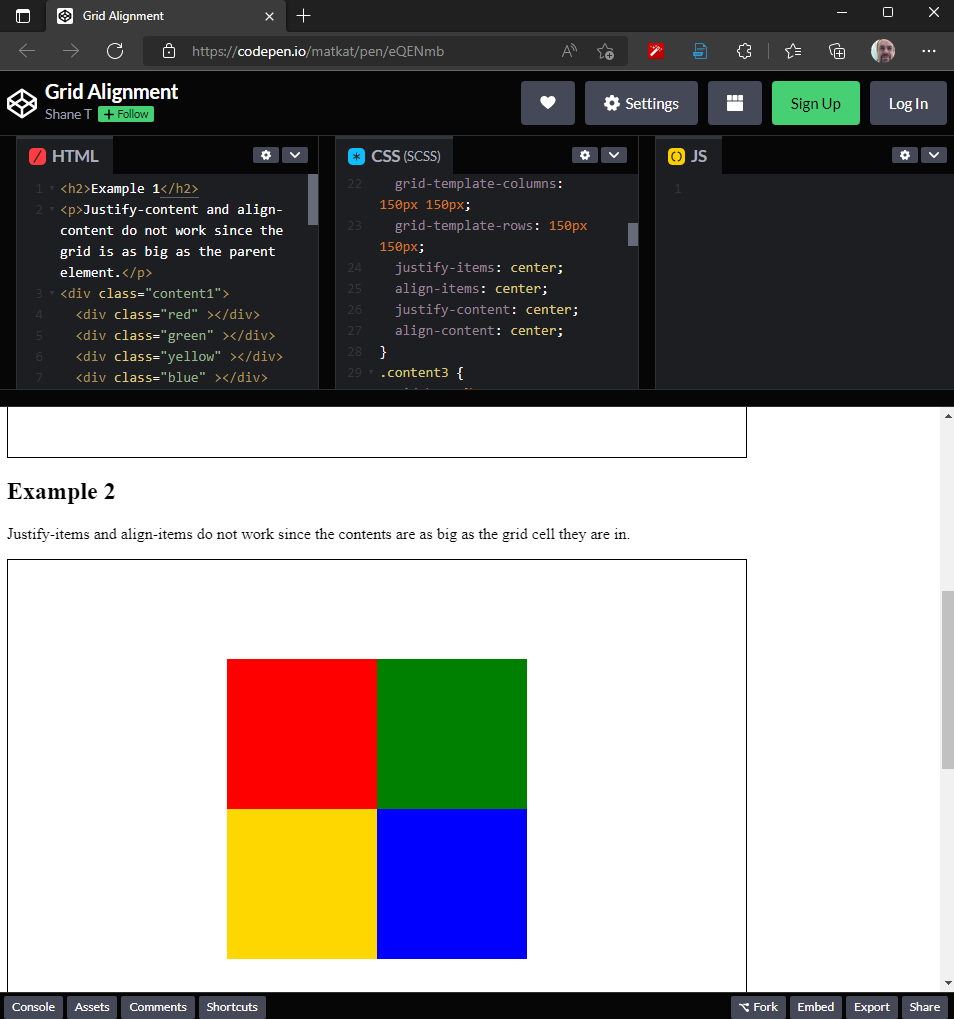 Grid Alignment
https://codepen.io/matkat/pen/eQENmb
Grid Alignment
Shane T + Follow
Settings
Sign Up
Log In
HTML
1 <h2>Example 1</h2>
2 <p>Justify-content and align-
content do not work since the
grid is as big as the parent
element.</p>
3 <div class="content1">
4 <div class="red" ></div>
5 <div class="green" ></div>
6 <div class="yellow" ></div>
7 <div class="blue" ></div>
CSS (SCSS)
22 grid-template-columns:
150px 150px;
23 grid-template-rows: 150px
150px;
24 justify-items: center;
25 align-items: center;
26 justify-content: center;
27 align-content: center;
28 }
29 .content3 {
JS
1
Example 2
Justify-items and align-items do not work since the contents are as big as the grid cell they are in.
Console
Assets
Comments
Shortcuts
Fork
Embed
Export
Share